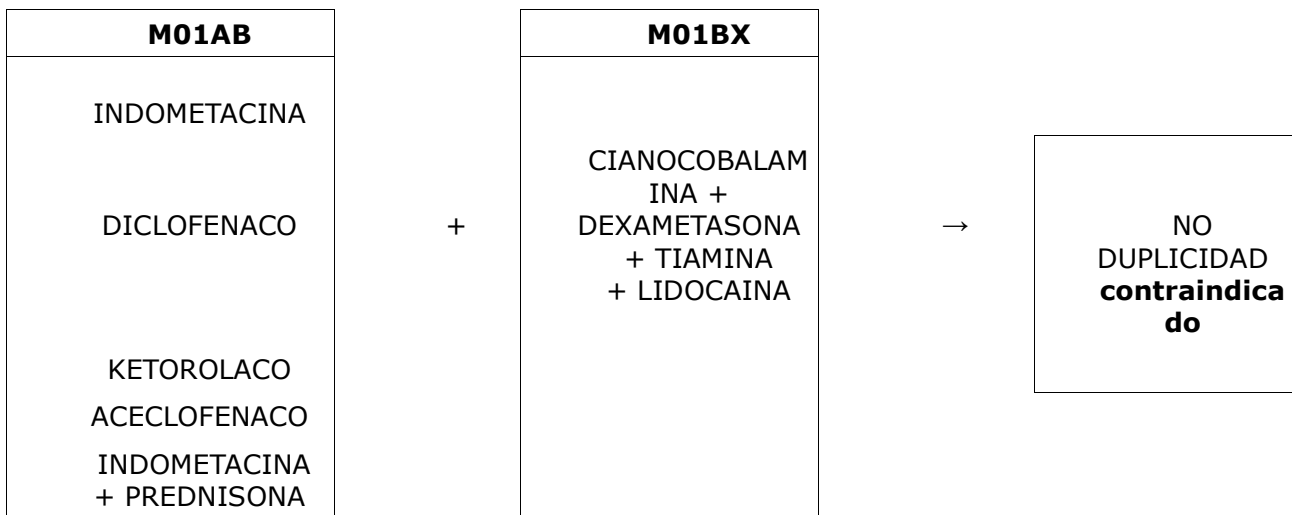 M01AB
INDOMETACINA
DICLOFENACO
KETOROLACO
ACECLOFENACO
INDOMETACINA
+ PREDNISONA
+
M01BX
CIANOCOBALAM
INA +
DEXAMETASONA
+ TIAMINA
+ LIDOCAINA
→
NO
DUPLICIDAD
contraindica
do